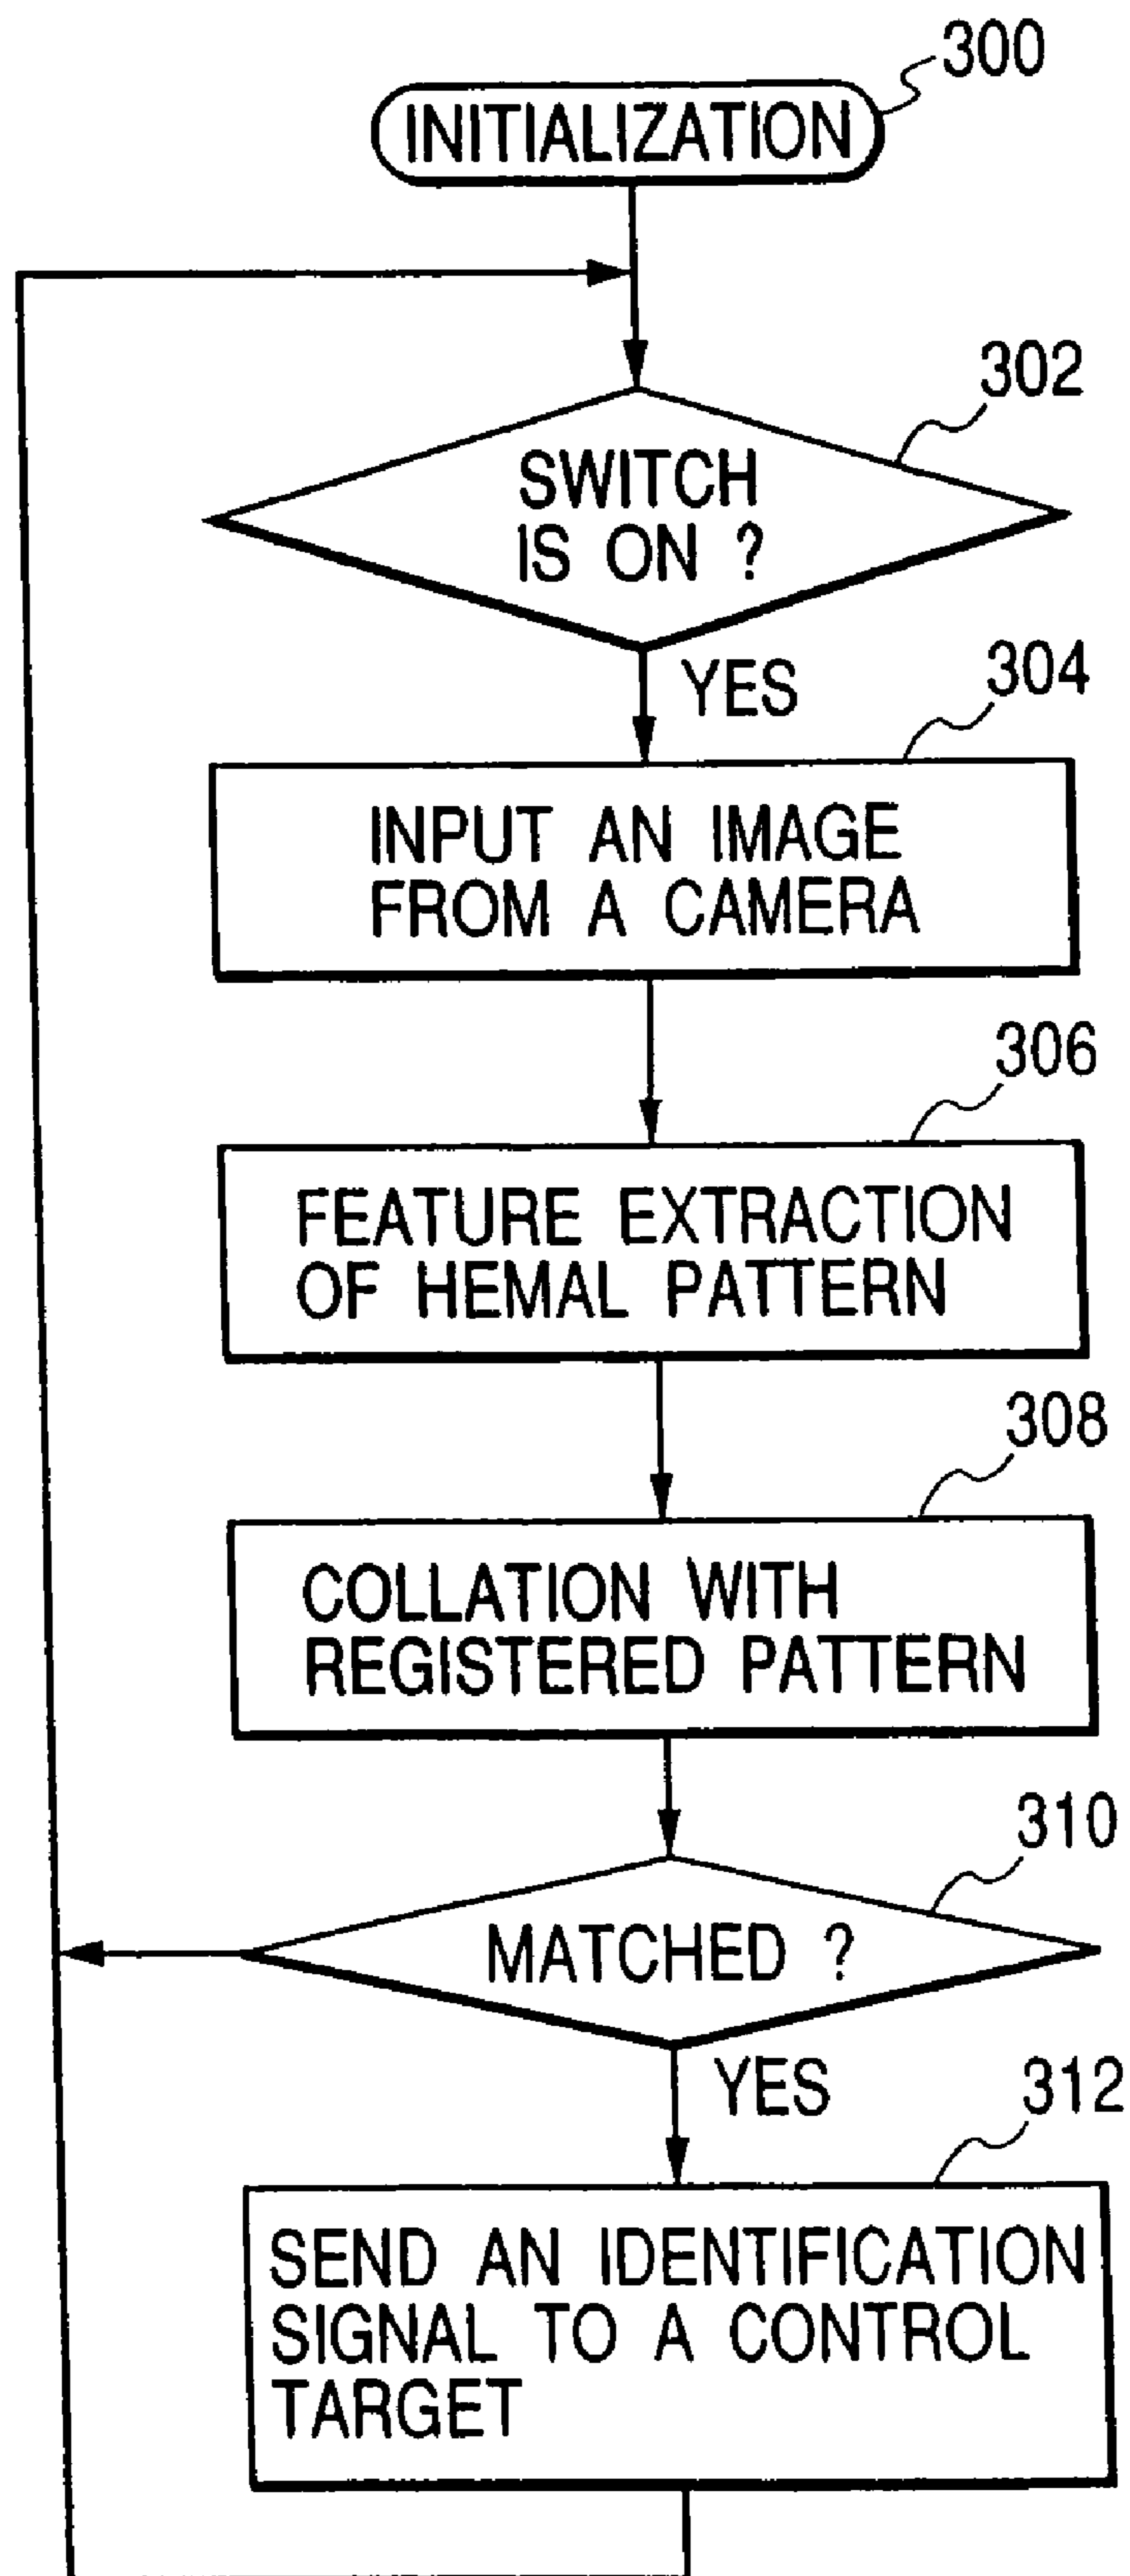 300
INITIALIZATION
302
SWITCH
IS ON ?
YES
304
INPUT AN IMAGE
FROM A CAMERA
306
FEATURE EXTRACTION
OF HEMAL PATTERN
308
COLLATION WITH
REGISTERED PATTERN
310
MATCHED ?
YES
312
SEND AN IDENTIFICATION
SIGNAL TO A CONTROL
TARGET